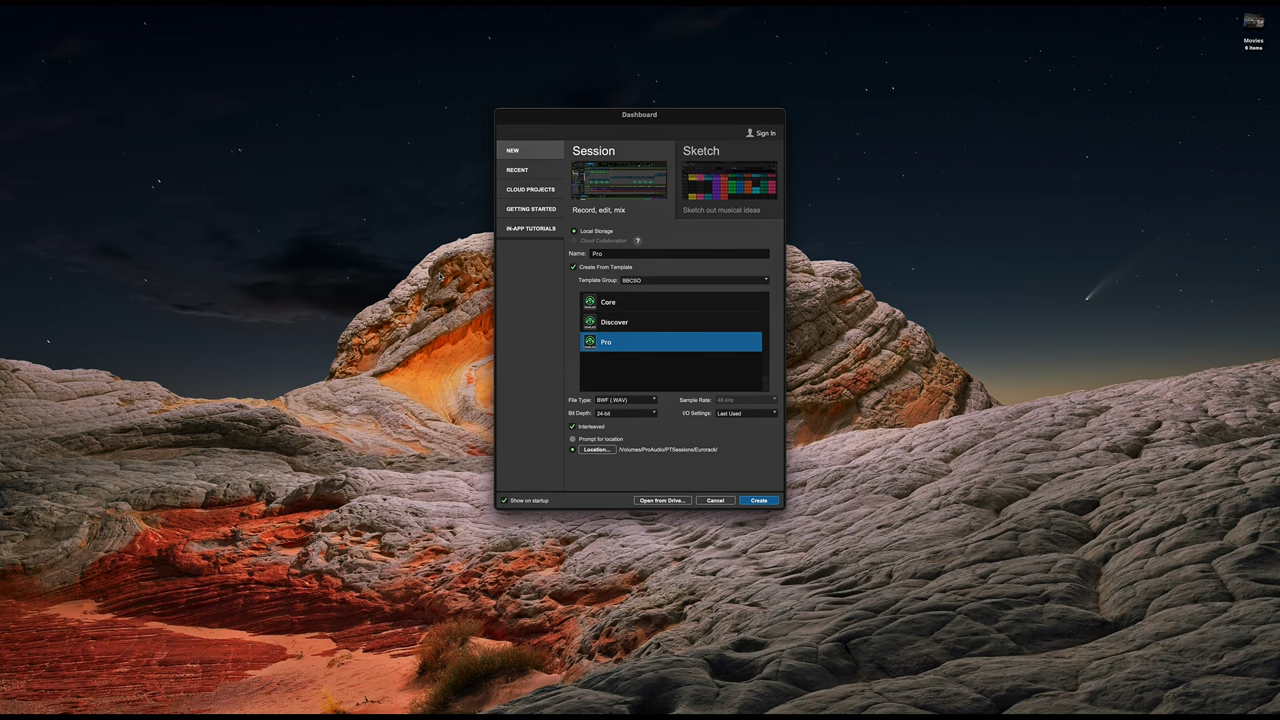 Movies
6 items
Dashboard
Sign In
NEW
RECENT
CLOUD PROJECTS
GETTING STARTED
IN-APP TUTORIALS
Session
Record, edit, mix
Sketch
Sketch out musical ideas
Local Storage
Cloud Collaboration ?
Name: Pro
Create From Template
Template Group: BBCSO
Core
Discover
Pro
File Type: BWF (.WAV) Sample Rate: 48 kHz
Bit Depth: 24-bit I/O Settings: Last Used
Interleaved
Prompt for location
Location... /Volumes/ProAudio/PTSessions/Eurorack/
Show on startup Open from Drive... Cancel Create